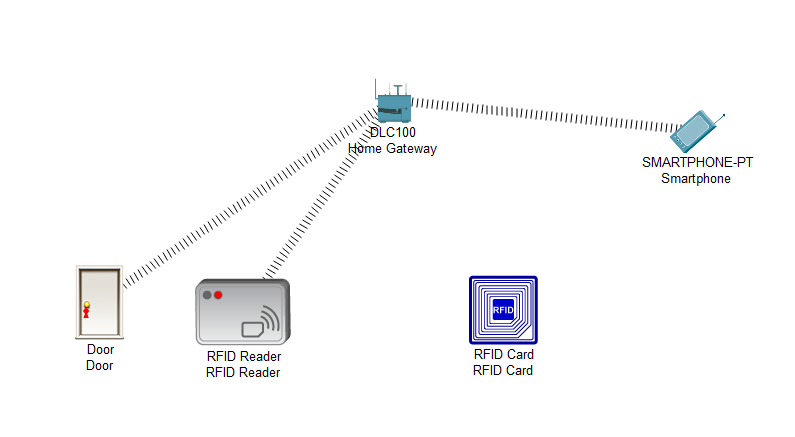 DLC100
Home Gateway
SMARTPHONE-PT
Smartphone
Door
Door
RFID Reader
RFID Reader
RFID
RFID Card
RFID Card